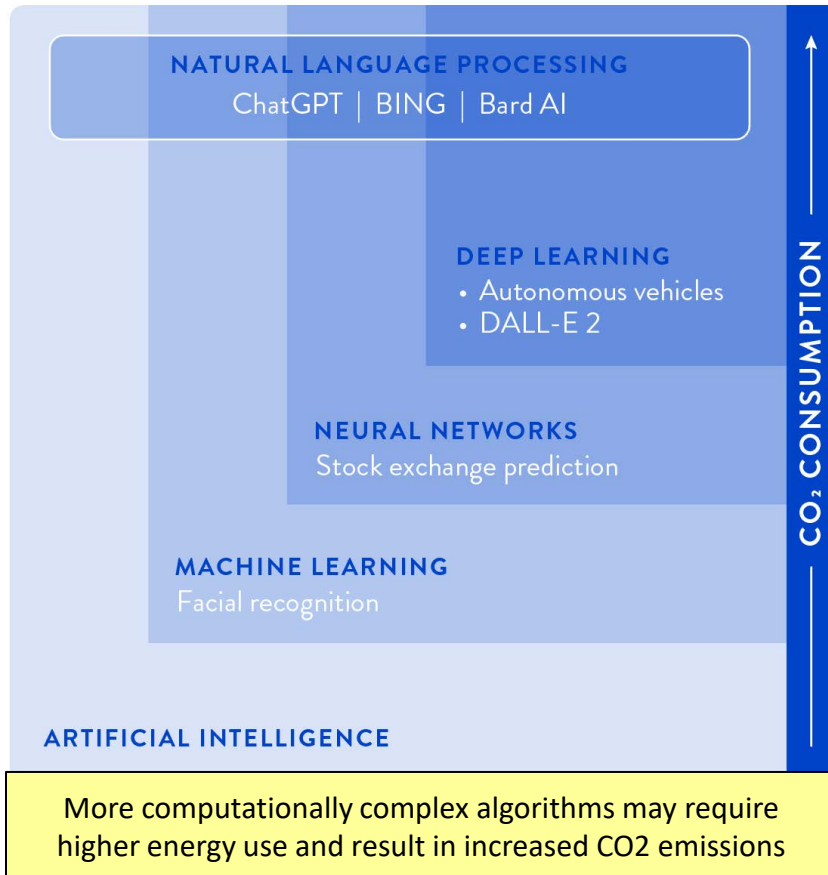 NATURAL LANGUAGE PROCESSING
ChatGPT | BING | Bard AI
DEEP LEARNING
• Autonomous vehicles
• DALL-E 2
NEURAL NETWORKS
Stock exchange prediction
MACHINE LEARNING
Facial recognition
ARTIFICIAL INTELLIGENCE
CO₂ CONSUMPTION
More computationally complex algorithms may require
higher energy use and result in increased CO2 emissions